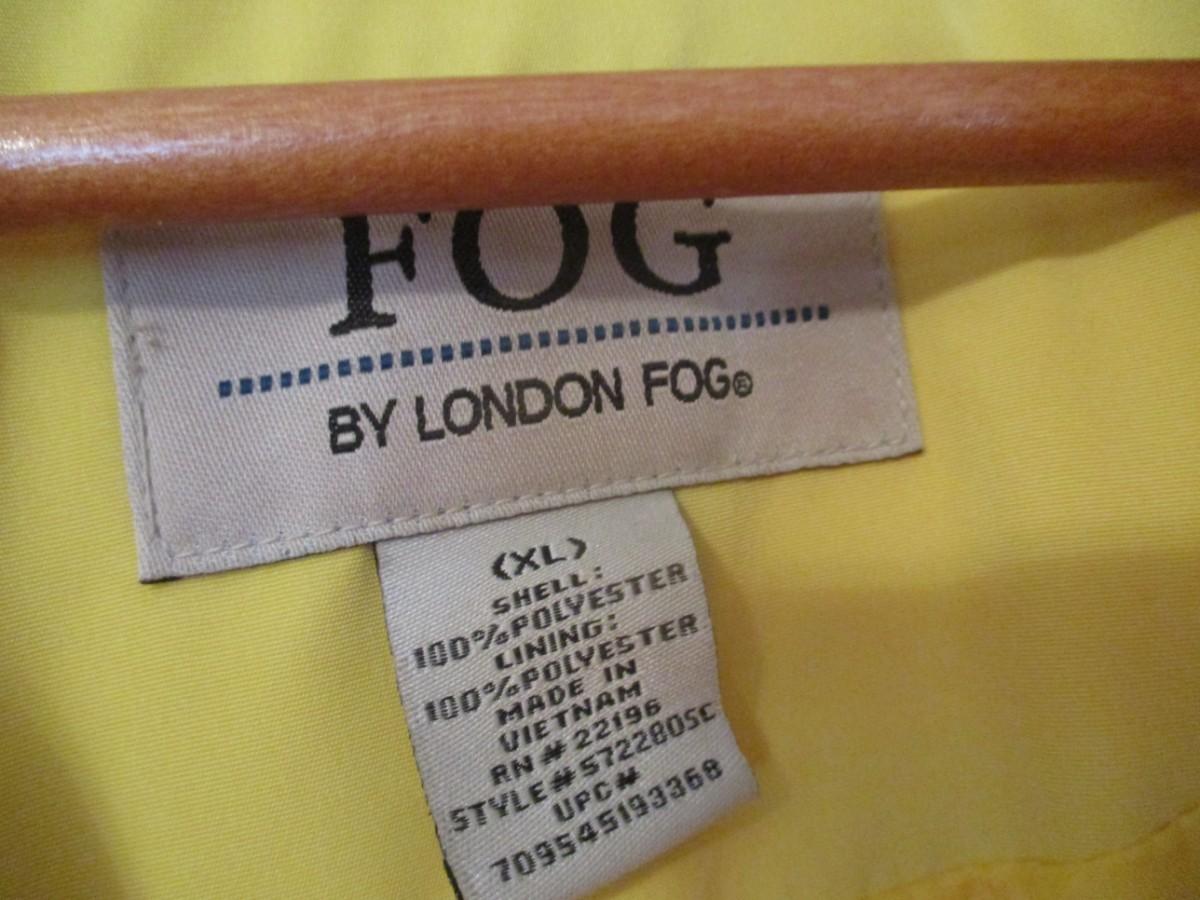 FOG
BY LONDON FOG®
(XL)
SHELL:
100%POLYESTER
LINING:
100%POLYESTER
MADE IN
VIETNAM
RN#22196
STYLE#572280SC
UPC#
709545193368